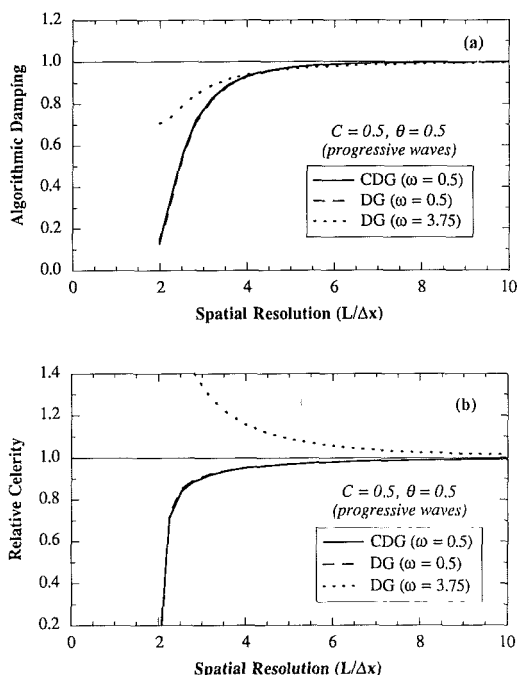 (a)
Algorithmic Damping
1.0
0.8
0.6
0.4
0.2
0.0
C = 0.5, θ = 0.5
(progressive waves)
CDG (ω = 0.5)
DG (ω = 0.5)
DG (ω = 3.75)
0 2 4 6 8 10
Spatial Resolution (L/Δx)
(b)
Relative Celerity
1.4
1.2
1.0
0.8
0.6
0.4
0.2
C = 0.5, θ = 0.5
(progressive waves)
CDG (ω = 0.5)
DG (ω = 0.5)
DG (ω = 3.75)
0 2 4 6 8 10
Spatial Resolution (L/Δx)